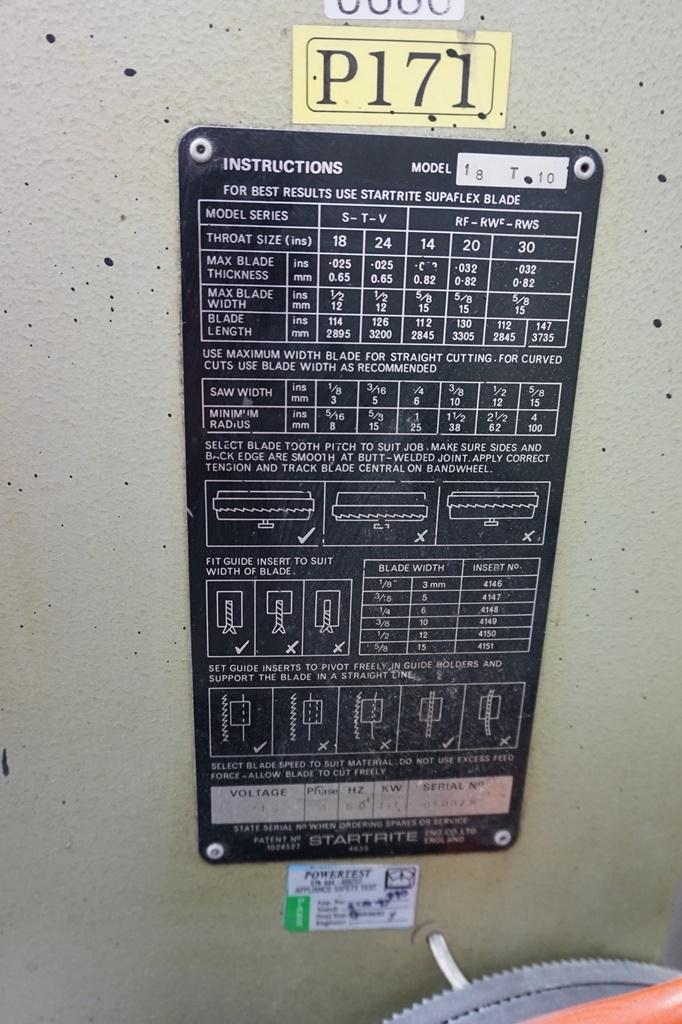 P171
INSTRUCTIONS MODEL 18 T. 10
FOR BEST RESULTS USE STARTRITE SUPAFLEX BLADE
MODEL SERIES S-T-V RF-RWF-RWS
THROAT SIZE (ins) 18 24 14 20 30
MAX BLADE THICKNESS ins ·025 ·025 ·032 ·032
mm 0.65 0.65 0.82 0·82 0·82
MAX BLADE WIDTH ins 1/2 1/2 5/8 5/8 5/8
mm 12 12 15 15 15
BLADE LENGTH ins 114 126 112 130 112 147
mm 2895 3200 2845 3305 2845 3735
USE MAXIMUM WIDTH BLADE FOR STRAIGHT CUTTING. FOR CURVED
CUTS USE BLADE WIDTH AS RECOMMENDED
SAW WIDTH ins 1/8 3/16 1/4 3/8 1/2 5/8
mm 3 5 6 10 12 15
MINIMUM RADIUS ins 5/16 5/8 1 1 1/2 2 1/2 4
mm 8 15 25 38 62 100
SELECT BLADE TOOTH PITCH TO SUIT JOB. MAKE SURE SIDES AND
BACK EDGE ARE SMOOTH AT BUTT-WELDED JOINT. APPLY CORRECT
TENSION AND TRACK BLADE CENTRAL ON BANDWHEEL.
FIT GUIDE INSERT TO SUIT
WIDTH OF BLADE.
BLADE WIDTH INSERT No.
1/8" 3mm 4146
3/16 5 4147
1/4 6 4148
3/8 10 4149
1/2 12 4150
5/8 15 4151
SET GUIDE INSERTS TO PIVOT FREELY IN GUIDE HOLDERS AND
SUPPORT THE BLADE IN A STRAIGHT LINE
SELECT BLADE SPEED TO SUIT MATERIAL. DO NOT USE EXCESS FEED
FORCE-ALLOW BLADE TO CUT FREELY
VOLTAGE Phase HZ KW SERIAL No
STATE SERIAL No WHEN ORDERING SPARES OR SERVICE
PATENT No 1024527 STARTRITE ENG. CO. LTD. ENGLAND
4635
POWERTEST
APPLIANCE SAFETY TEST